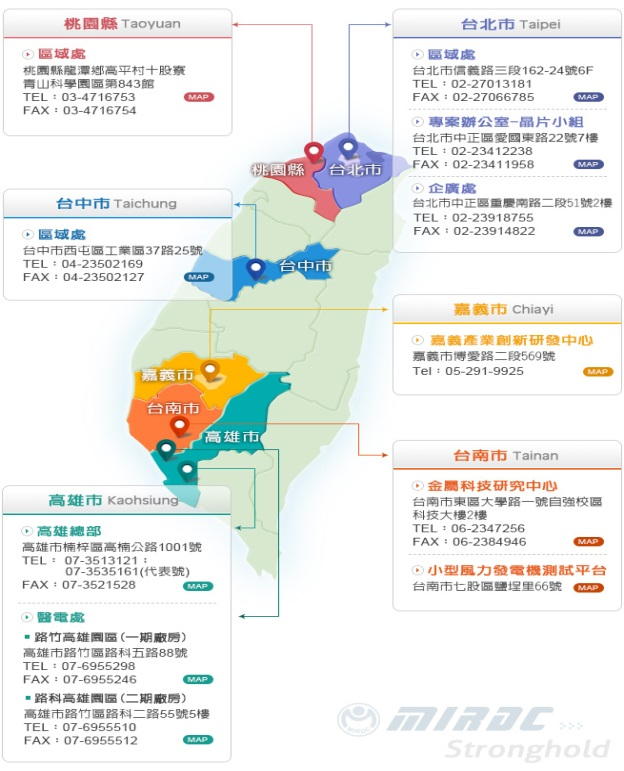 桃園縣 Taoyuan
區域處
桃園縣龍潭鄉高平村十股寮
青山科學園區第843館
TEL：03-4716753
FAX：03-4716754
MAP
台北市 Taipei
區域處
台北市信義路三段162-24號6F
TEL：02-27013181
FAX：02-27066785
MAP
專案辦公室-晶片小組
台北市中正區愛國東路22號7樓
TEL：02-23412238
FAX：02-23411958
MAP
企廣處
台北市中正區重慶南路二段51號2樓
TEL：02-23918755
FAX：02-23914822
MAP
桃園縣
台北市
台中市 Taichung
區域處
台中市西屯區工業區37路25號
TEL：04-23502169
FAX：04-23502127
MAP
台中市
嘉義市 Chiayi
嘉義產業創新研發中心
嘉義市博愛路二段569號
Tel：05-291-9925
MAP
嘉義市
台南市
高雄市
台南市 Tainan
金屬科技研究中心
台南市東區大學路一號自強校區
科技大樓2樓
TEL：06-2347256
FAX：06-2384946
MAP
小型風力發電機測試平台
台南市七股區鹽埕里66號
MAP
高雄市 Kaohsiung
高雄總部
高雄市楠梓區高楠公路1001號
TEL： 07-3513121；
07-3535161(代表號)
FAX：07-3521528
MAP
醫電處
路竹高雄園區(一期廠房)
高雄市路竹區路科五路88號
TEL：07-6955298
FAX：07-6955246
MAP
路科高雄園區(二期廠房)
高雄市路竹區路科二路55號5樓
TEL：07-6955510
FAX：07-6955512
MAP
MIRDC
Stronghold